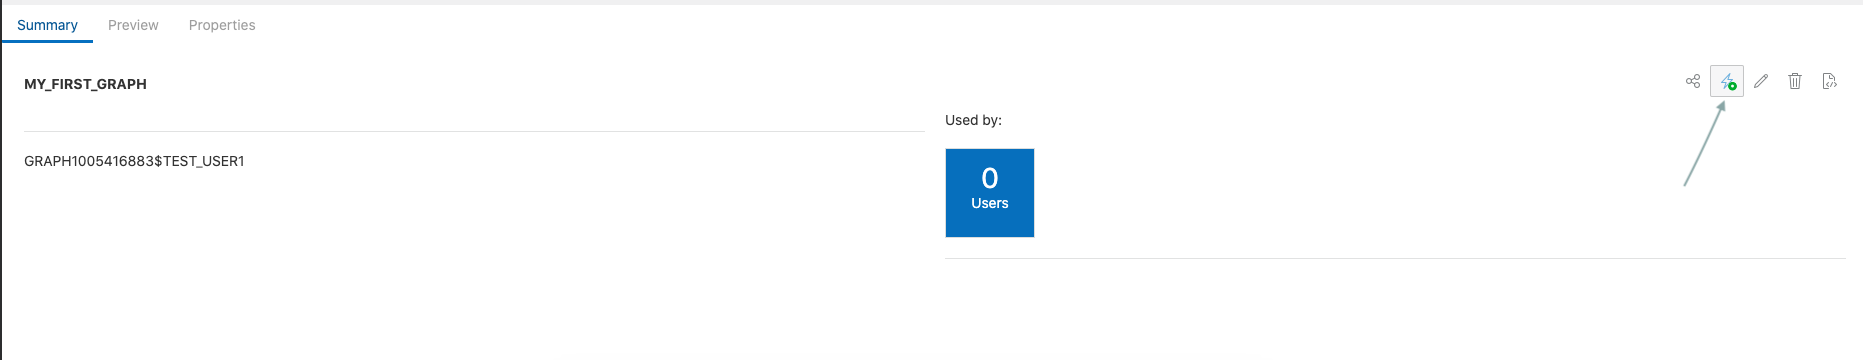 Summary Preview Properties
MY_FIRST_GRAPH
Used by:
GRAPH1005416883$TEST_USER1
0
Users